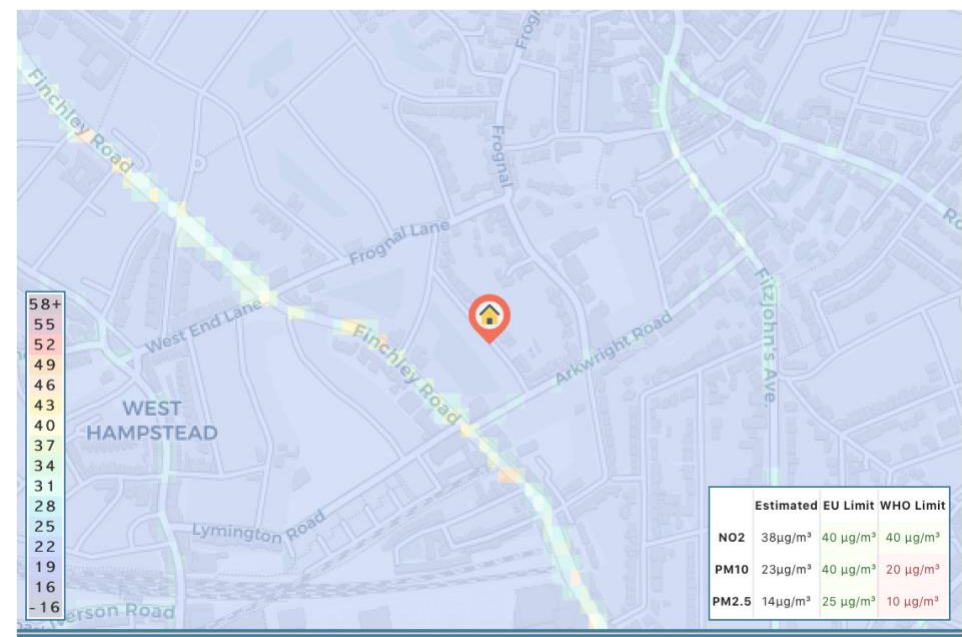 Frognal
Finchley Road
Frognal
Frognal Lane
West End Lane
Fitzjohn's Ave.
Arkwright Road
Finchley Road
WEST
HAMPSTEAD
Lymington Road
Iverson Road
58+
55
52
49
46
43
40
37
34
31
28
25
22
19
16
-16
Estimated EU Limit WHO Limit
NO2 38µg/m³ 40 µg/m³ 40 µg/m³
PM10 23µg/m³ 40 µg/m³ 20 µg/m³
PM2.5 14µg/m³ 25 µg/m³ 10 µg/m³